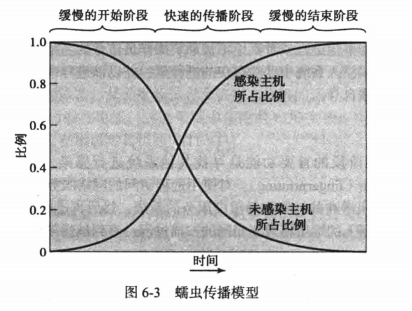 缓慢的开始阶段 快速的传播阶段 缓慢的结束阶段
1.0
0.8
0.6
0.4
0.2
0
比例
感染主机
所占比例
未感染主机
所占比例
时间
图 6-3 蠕虫传播模型